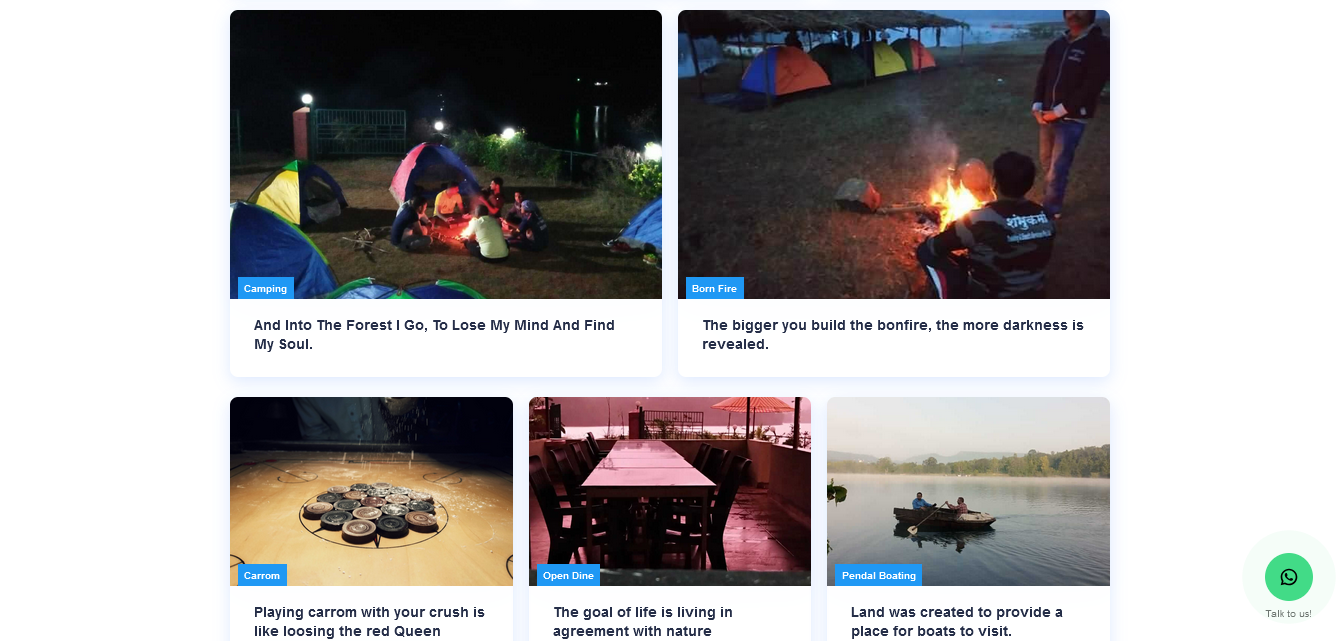 Camping
Born Fire
And Into The Forest I Go, To Lose My Mind And Find
My Soul.
The bigger you build the bonfire, the more darkness is
revealed.
शंभुकर्मा
Carrom
Open Dine
Pendal Boating
Playing carrom with your crush is
like loosing the red Queen
The goal of life is living in
agreement with nature
Land was created to provide a
place for boats to visit.
Talk to us!